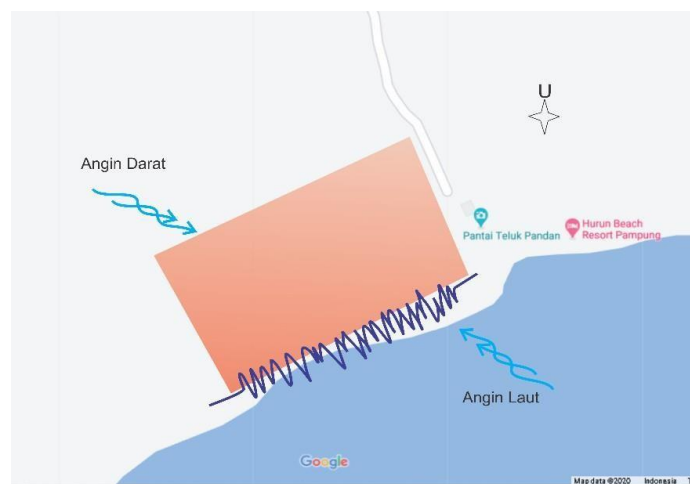 U
Angin Darat
Pantai Teluk Pandan
Hurun Beach
Resort Pampung
Angin Laut
Google
Map data ©2020 Indonesia